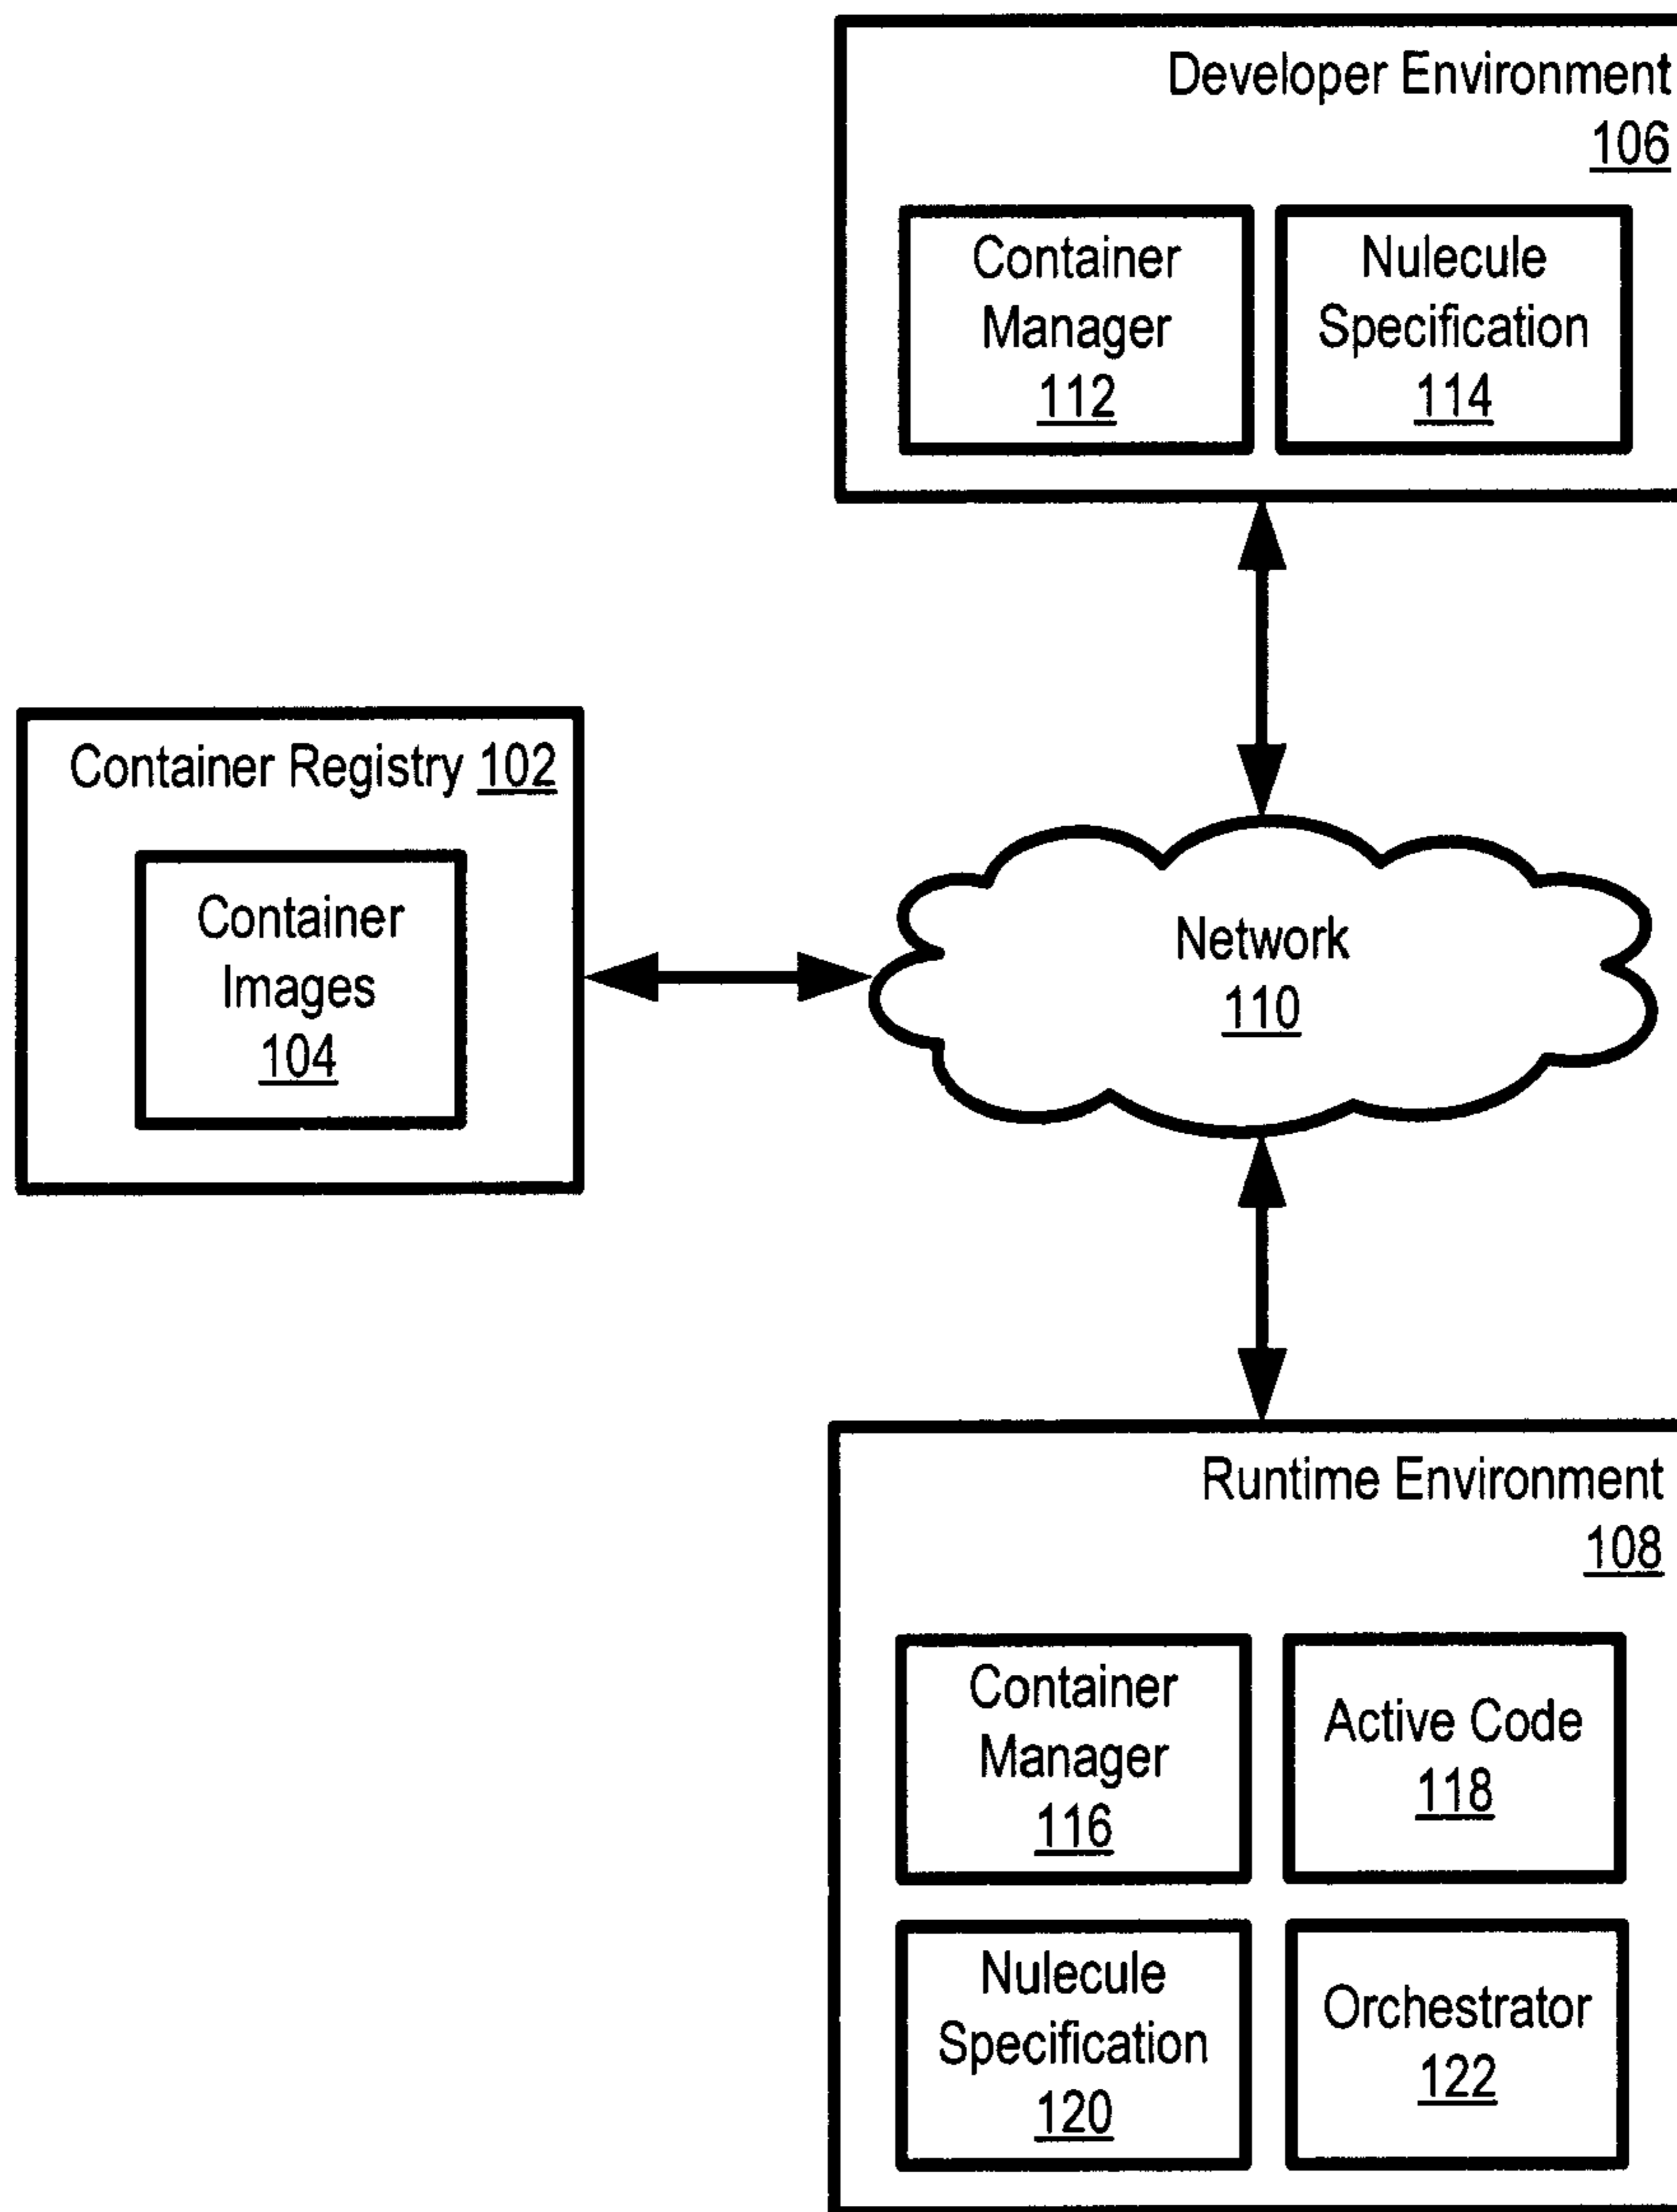 Developer Environment
106
Container
Manager
112
Nulecule
Specification
114
Container Registry 102
Container
Images
104
Network
110
Runtime Environment
108
Container
Manager
116
Active Code
118
Nulecule
Specification
120
Orchestrator
122